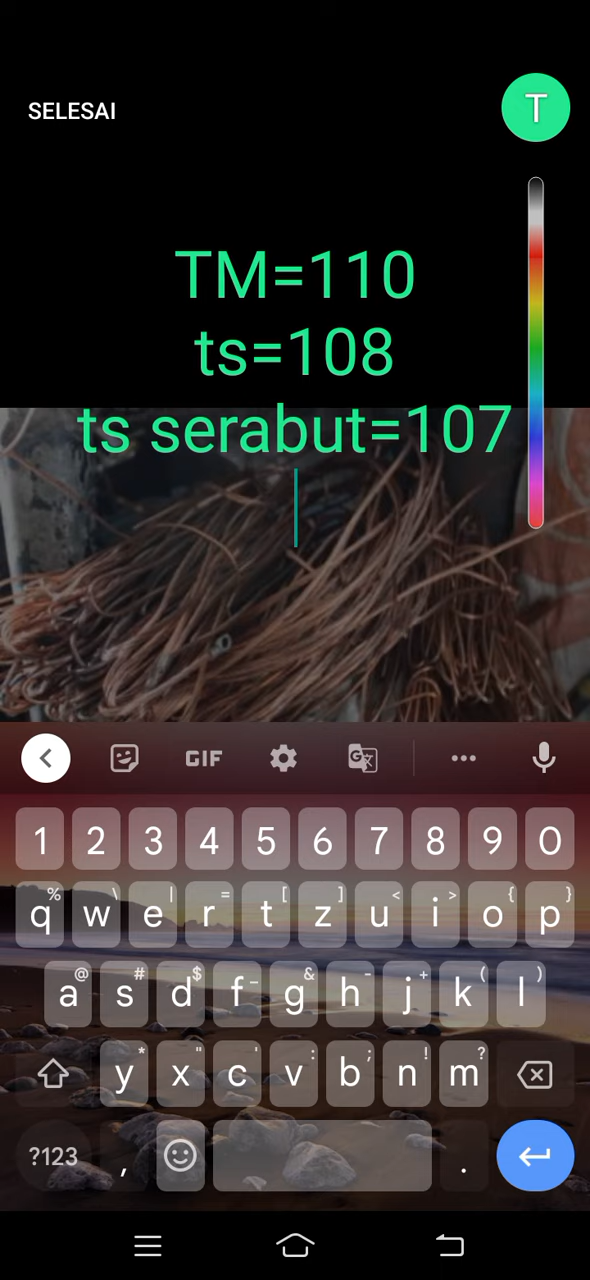 SELESAI
T
TM=110
ts=108
ts serabut=107
GIF
G
1 2 3 4 5 6 7 8 9 0
% \ | = [ ] < > { }
q w e r t z u i o p
@ # $ _ & - + ( )
a s d f g h j k l
* " ' : ; ! ?
y x c v b n m
?123 , .